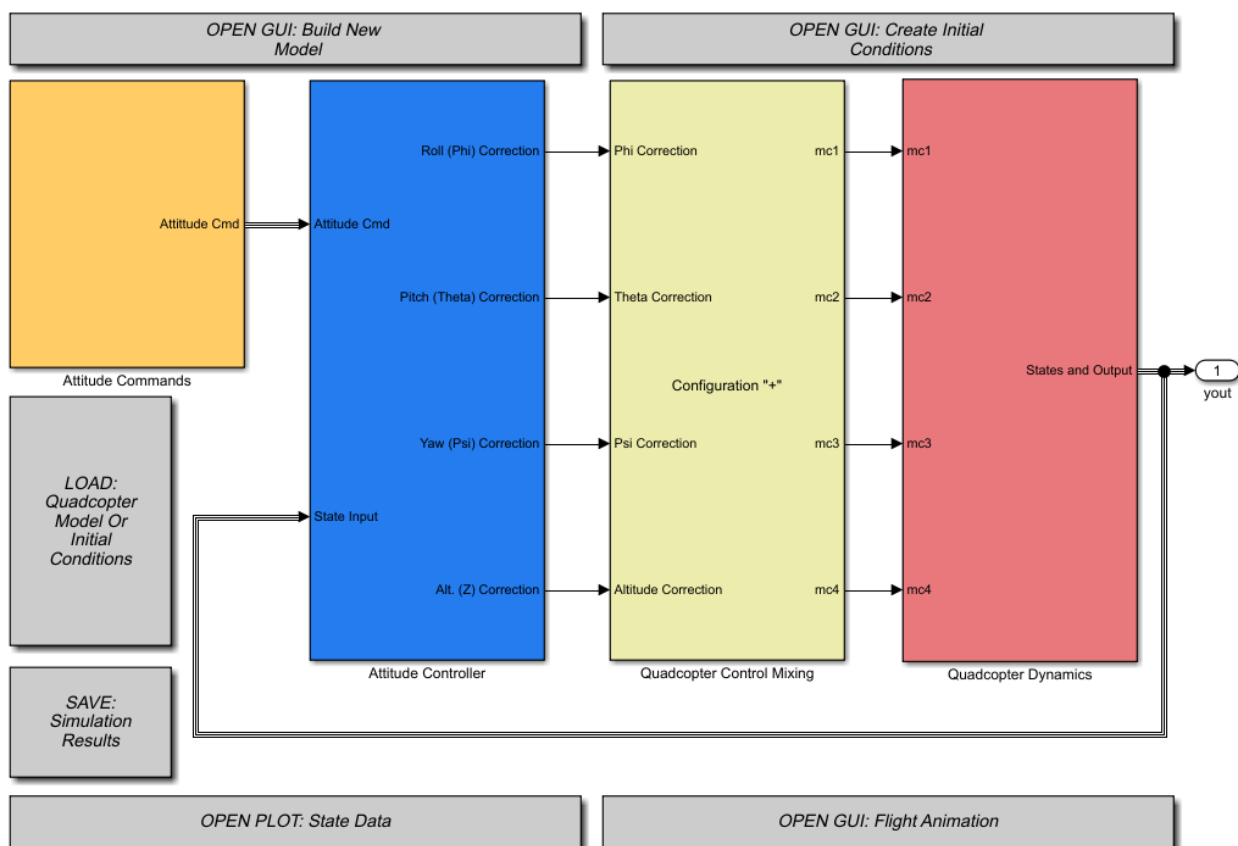 OPEN GUI: Build New
Model
OPEN GUI: Create Initial
Conditions
Attittude Cmd
Attitude Commands
Attitude Cmd
State Input
Roll (Phi) Correction
Pitch (Theta) Correction
Yaw (Psi) Correction
Alt. (Z) Correction
Attitude Controller
Phi Correction
Theta Correction
Configuration "+"
Psi Correction
Altitude Correction
mc1
mc2
mc3
mc4
Quadcopter Control Mixing
mc1
mc2
mc3
mc4
States and Output
Quadcopter Dynamics
1
yout
LOAD:
Quadcopter
Model Or
Initial
Conditions
SAVE:
Simulation
Results
OPEN PLOT: State Data
OPEN GUI: Flight Animation